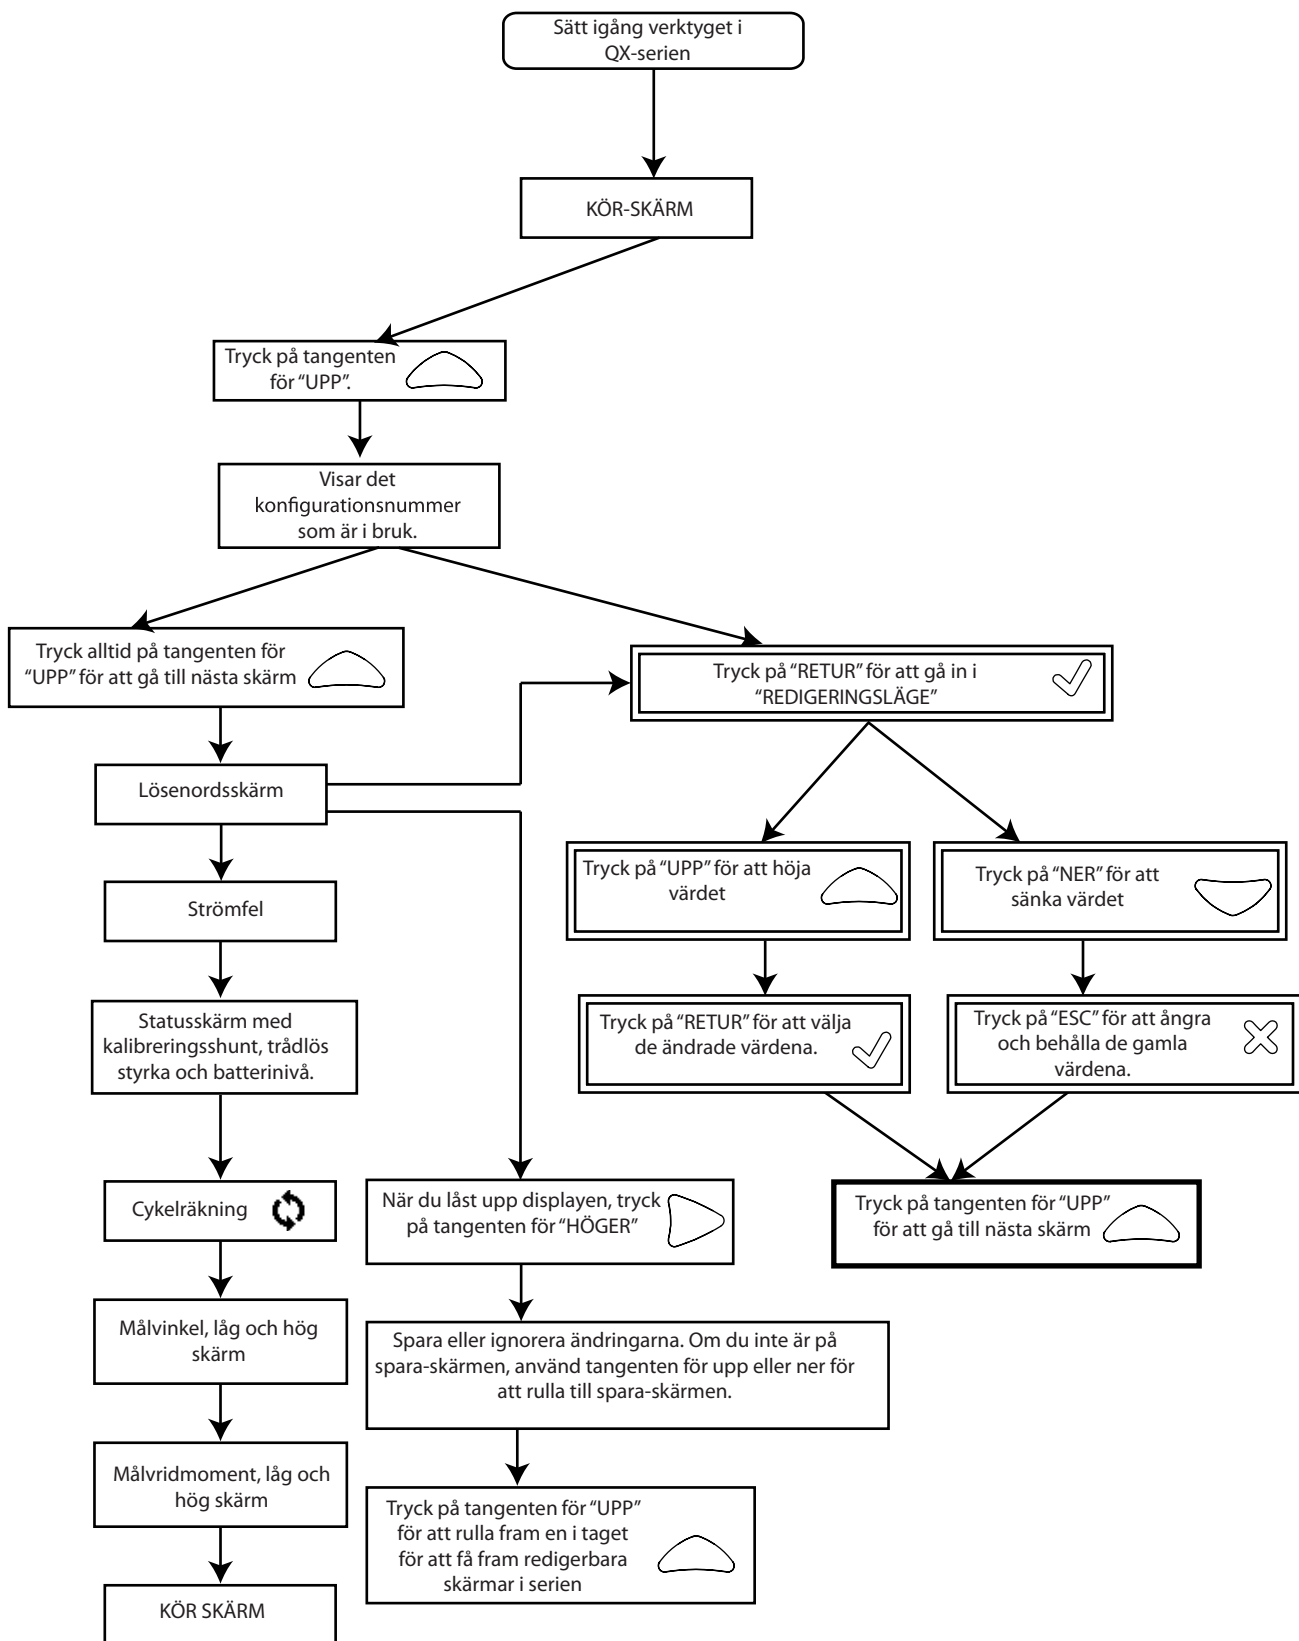 Sätt igång verktyget i
QX-serien
KÖR-SKÄRM
Tryck på tangenten
för “UPP”.
Visar det
konfigurationsnummer
som är i bruk.
Tryck alltid på tangenten för
“UPP” för att gå till nästa skärm
Tryck på “RETUR” för att gå in i
“REDIGERINGSLÄGE”
Lösenordsskärm
Tryck på “UPP” för att höja
värdet
Tryck på “NER” för att
sänka värdet
Strömfel
Statusskärm med
kalibreringsshunt, trådlös
styrka och batterinivå.
Tryck på “RETUR” för att välja
de ändrade värdena.
Tryck på “ESC” för att ångra
och behålla de gamla
värdena.
Cykelräkning
När du låst upp displayen, tryck
på tangenten för “HÖGER”
Tryck på tangenten för “UPP”
för att gå till nästa skärm
Målvinkel, låg och hög
skärm
Spara eller ignorera ändringarna. Om du inte är på
spara-skärmen, använd tangenten för upp eller ner för
att rulla till spara-skärmen.
Målvridmoment, låg och
hög skärm
Tryck på tangenten för “UPP”
för att rulla fram en i taget
för att få fram redigerbara
skärmar i serien
KÖR SKÄRM